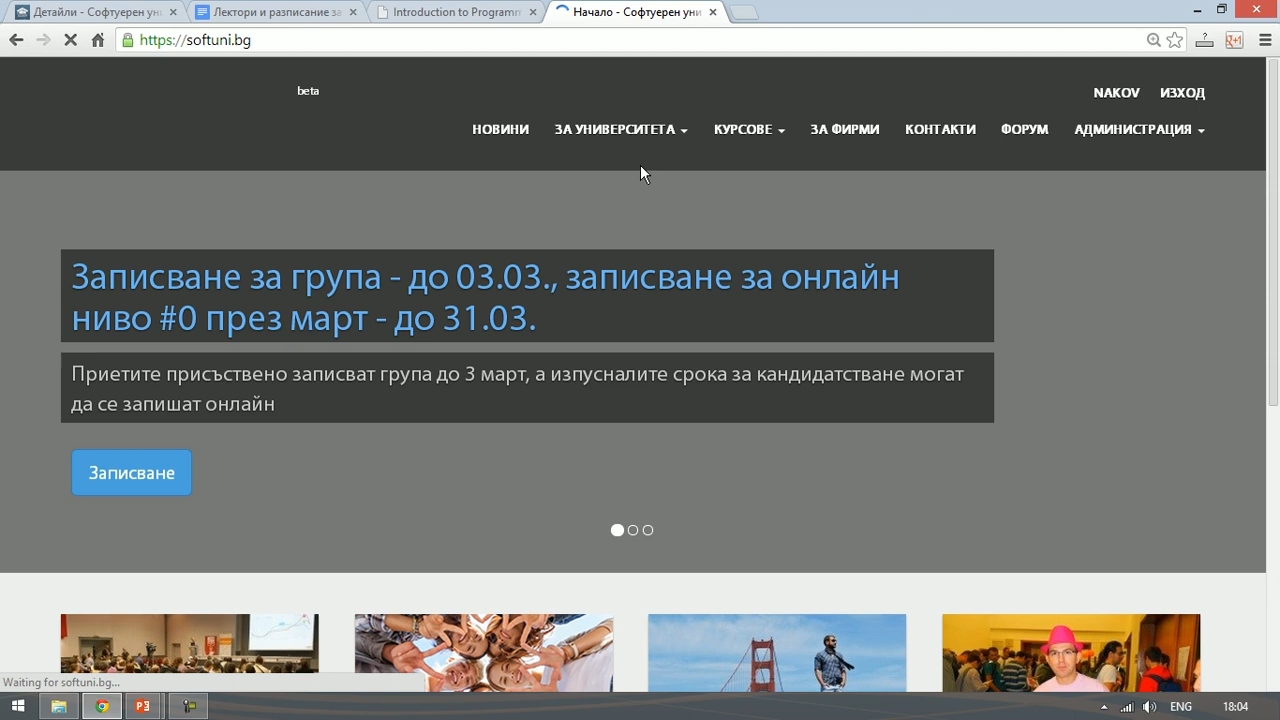 Детайли - Софтуерен уни
Лектори и разписание за
Introduction to Programm
Начало - Софтуерен уни
https://softuni.bg
beta
NAKOV ИЗХОД
НОВИНИ ЗА УНИВЕРСИТЕТА КУРСОВЕ ЗА ФИРМИ КОНТАКТИ ФОРУМ АДМИНИСТРАЦИЯ
Записване за група - до 03.03., записване за онлайн
ниво #0 през март - до 31.03.
Приетите присъствено записват група до 3 март, а изпусналите срока за кандидатстване могат
да се запишат онлайн
Записване
Waiting for softuni.bg...
ENG 18:04